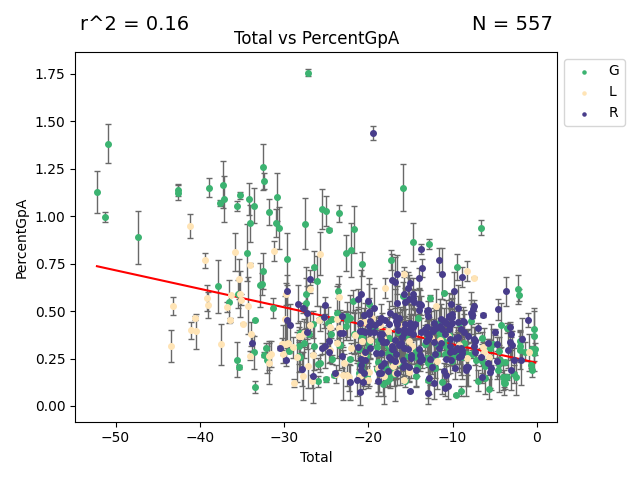 r^2 = 0.16
N = 557
Total vs PercentGpA
G
L
R
PercentGpA
1.75
1.50
1.25
1.00
0.75
0.50
0.25
0.00
−50
−40
−30
−20
−10
0
Total